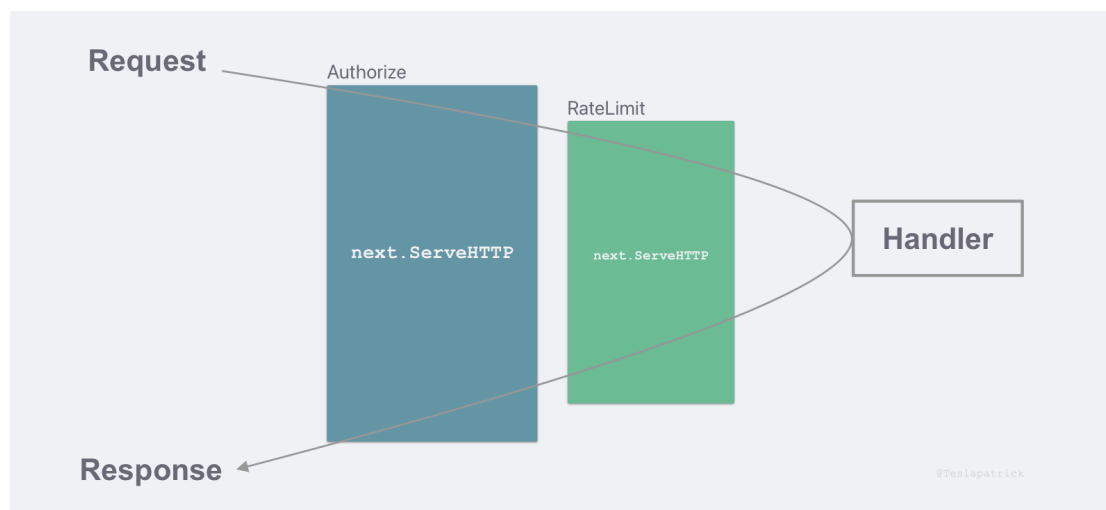 Request
Authorize
RateLimit
next.ServeHTTP
next.ServeHTTP
Handler
Response
@Teslapatrick